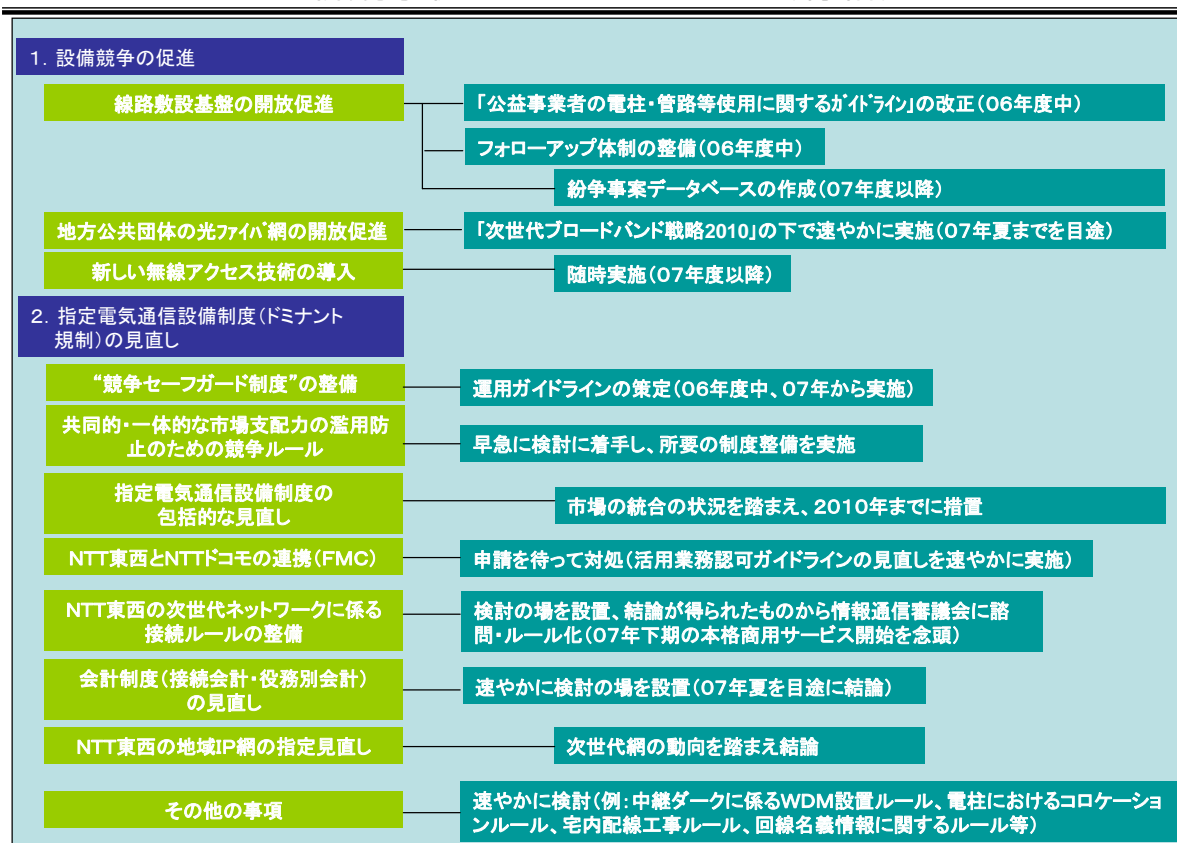 1．設備競争の促進
線路敷設基盤の開放促進
「公益事業者の電柱・管路等使用に関するｶﾞｲﾄﾞﾗｲﾝ」の改正（０６年度中）
フォローアップ体制の整備（０６年度中）
紛争事案データベースの作成（０７年度以降）
地方公共団体の光ﾌｧｲﾊﾞ網の開放促進
「次世代ブロードバンド戦略2010」の下で速やかに実施（０７年夏までを目途）
新しい無線アクセス技術の導入
随時実施（０７年度以降）
２．指定電気通信設備制度（ドミナント
規制）の見直し
“競争セーフガード制度”の整備
運用ガイドラインの策定（０６年度中、０７年から実施）
共同的・一体的な市場支配力の濫用防
止のための競争ルール
早急に検討に着手し、所要の制度整備を実施
指定電気通信設備制度の
包括的な見直し
市場の統合の状況を踏まえ、２０１０年までに措置
ＮＴＴ東西とＮＴＴドコモの連携（ＦＭＣ）
申請を待って対処（活用業務認可ガイドラインの見直しを速やかに実施）
ＮＴＴ東西の次世代ネットワークに係る
接続ルールの整備
検討の場を設置、結論が得られたものから情報通信審議会に諮
問・ルール化（０７年下期の本格商用サービス開始を念頭）
会計制度（接続会計・役務別会計）
の見直し
速やかに検討の場を設置（０７年夏を目途に結論）
ＮＴＴ東西の地域IP網の指定見直し
次世代網の動向を踏まえ結論
その他の事項
速やかに検討（例：中継ダークに係るＷＤＭ設置ルール、電柱におけるコロケーショ
ンルール、宅内配線工事ルール、回線名義情報に関するルール等）